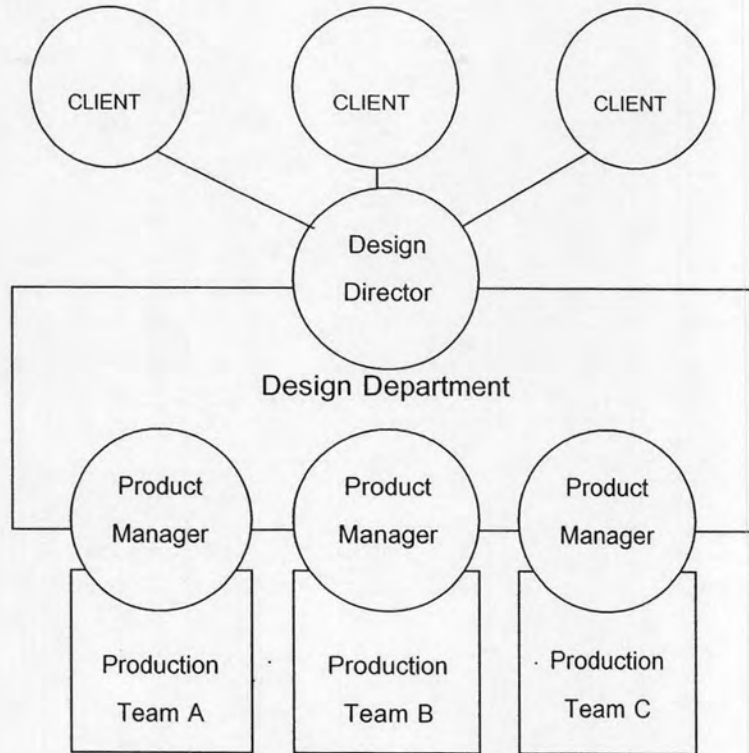 CLIENT
CLIENT
CLIENT
Design
Director
Design Department
Product
Manager
Product
Manager
Product
Manager
Production
Team A
Production
Team B
Production
Team C